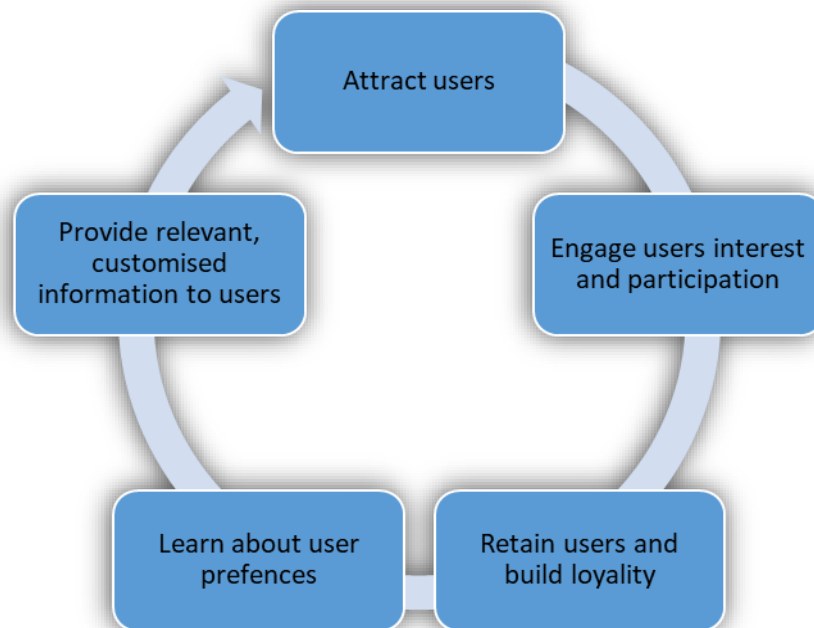 Attract users
Engage users interest
and participation
Retain users and
build loyality
Learn about user
prefences
Provide relevant,
customised
information to users